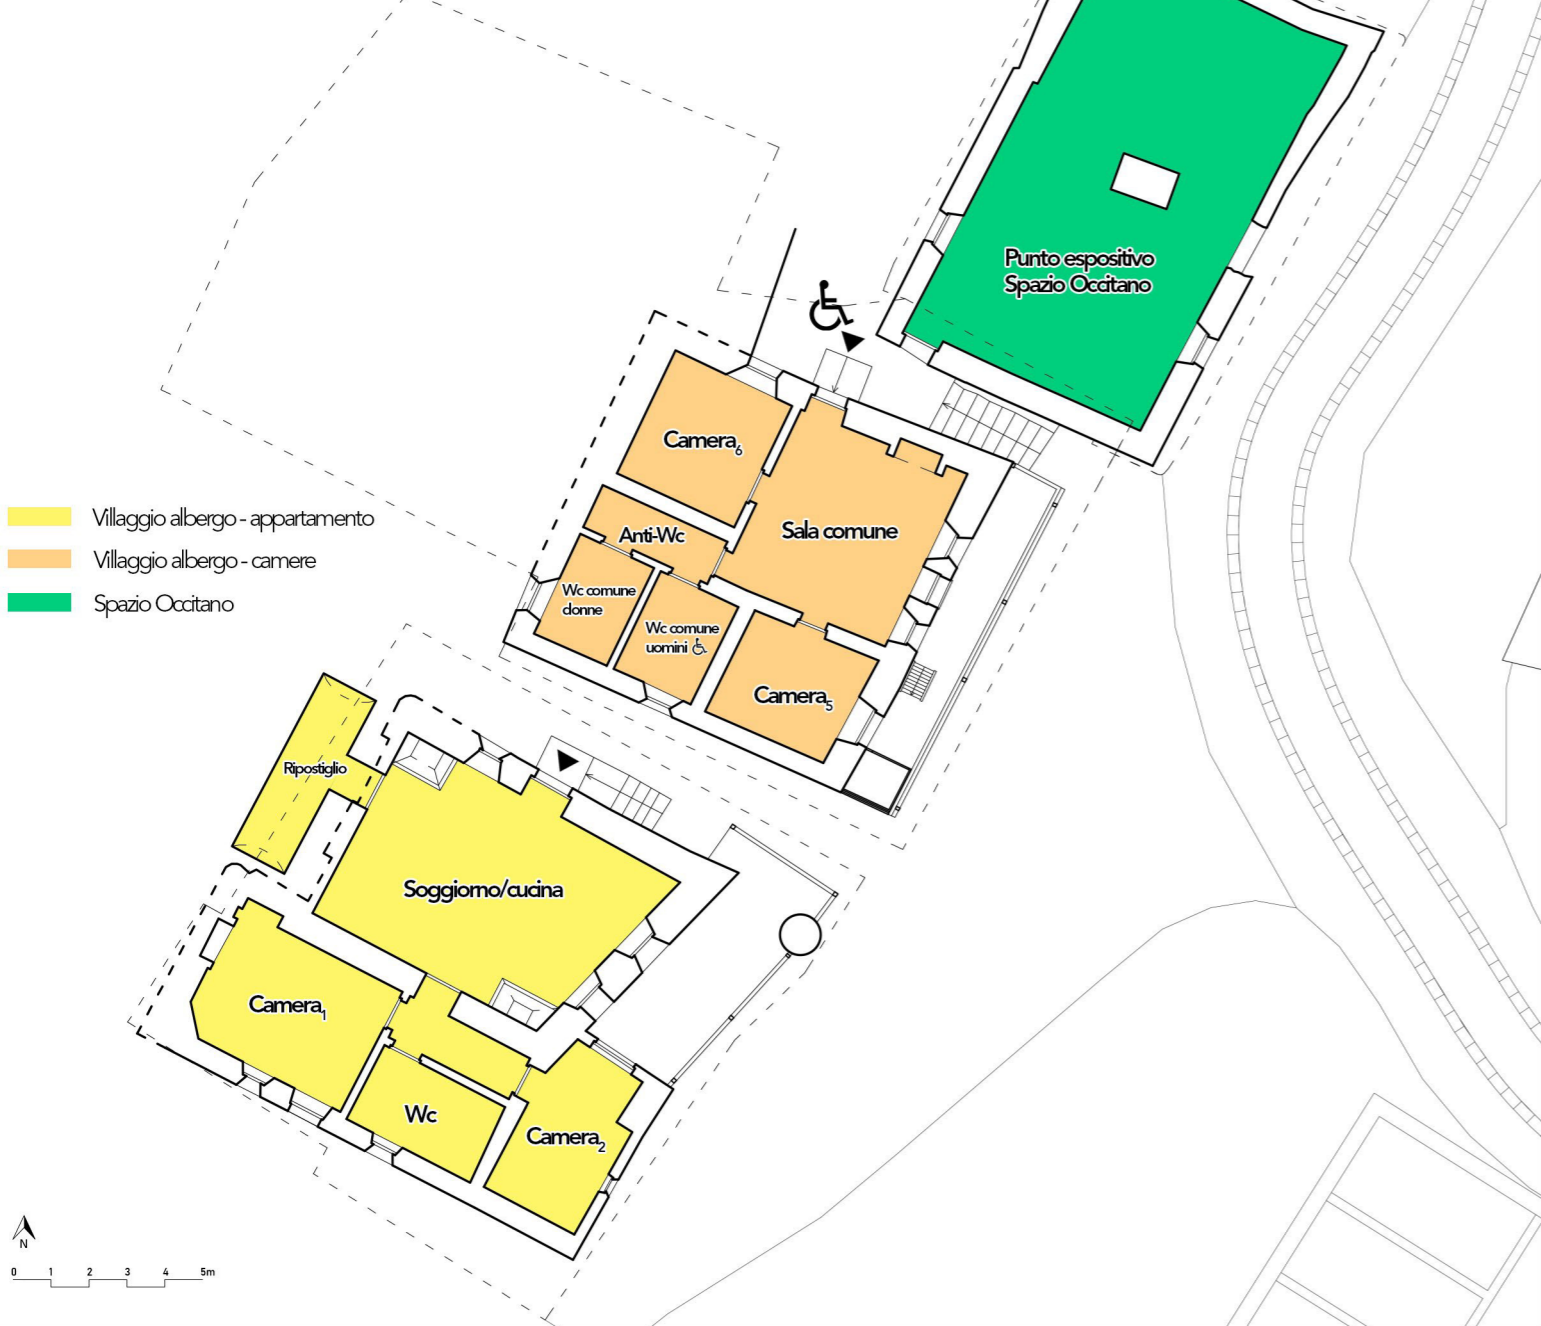 Punto espositivo
Spazio Occitano
Camera6
Sala comune
Anti-Wc
Wc comune
donne
Wc comune
uomini
Camera5
Villaggio albergo - appartamento
Villaggio albergo - camere
Spazio Occitano
Ripostiglio
Soggiorno/cucina
Camera1
Wc
Camera2
N
0 1 2 3 4 5m